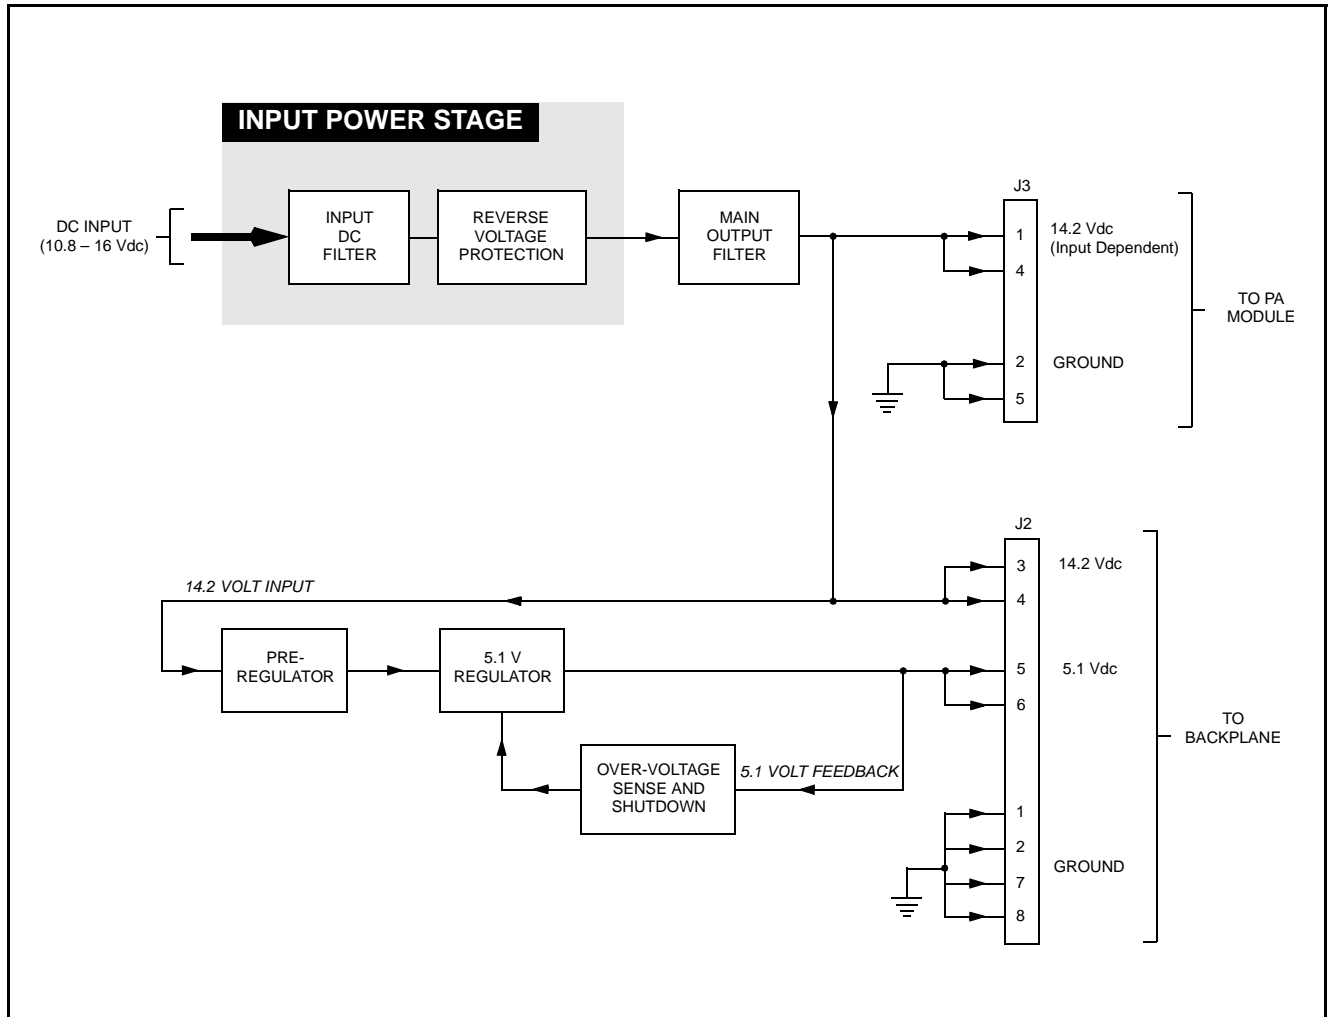 INPUT POWER STAGE
DC INPUT
(10.8 – 16 Vdc)
INPUT
DC
FILTER
REVERSE
VOLTAGE
PROTECTION
MAIN
OUTPUT
FILTER
J3
1
14.2 Vdc
(Input Dependent)
4
2
GROUND
5
TO PA
MODULE
J2
3
14.2 Vdc
4
14.2 VOLT INPUT
PRE-
REGULATOR
5.1 V
REGULATOR
5
5.1 Vdc
6
OVER-VOLTAGE
SENSE AND
SHUTDOWN
5.1 VOLT FEEDBACK
1
2
GROUND
7
8
TO
BACKPLANE